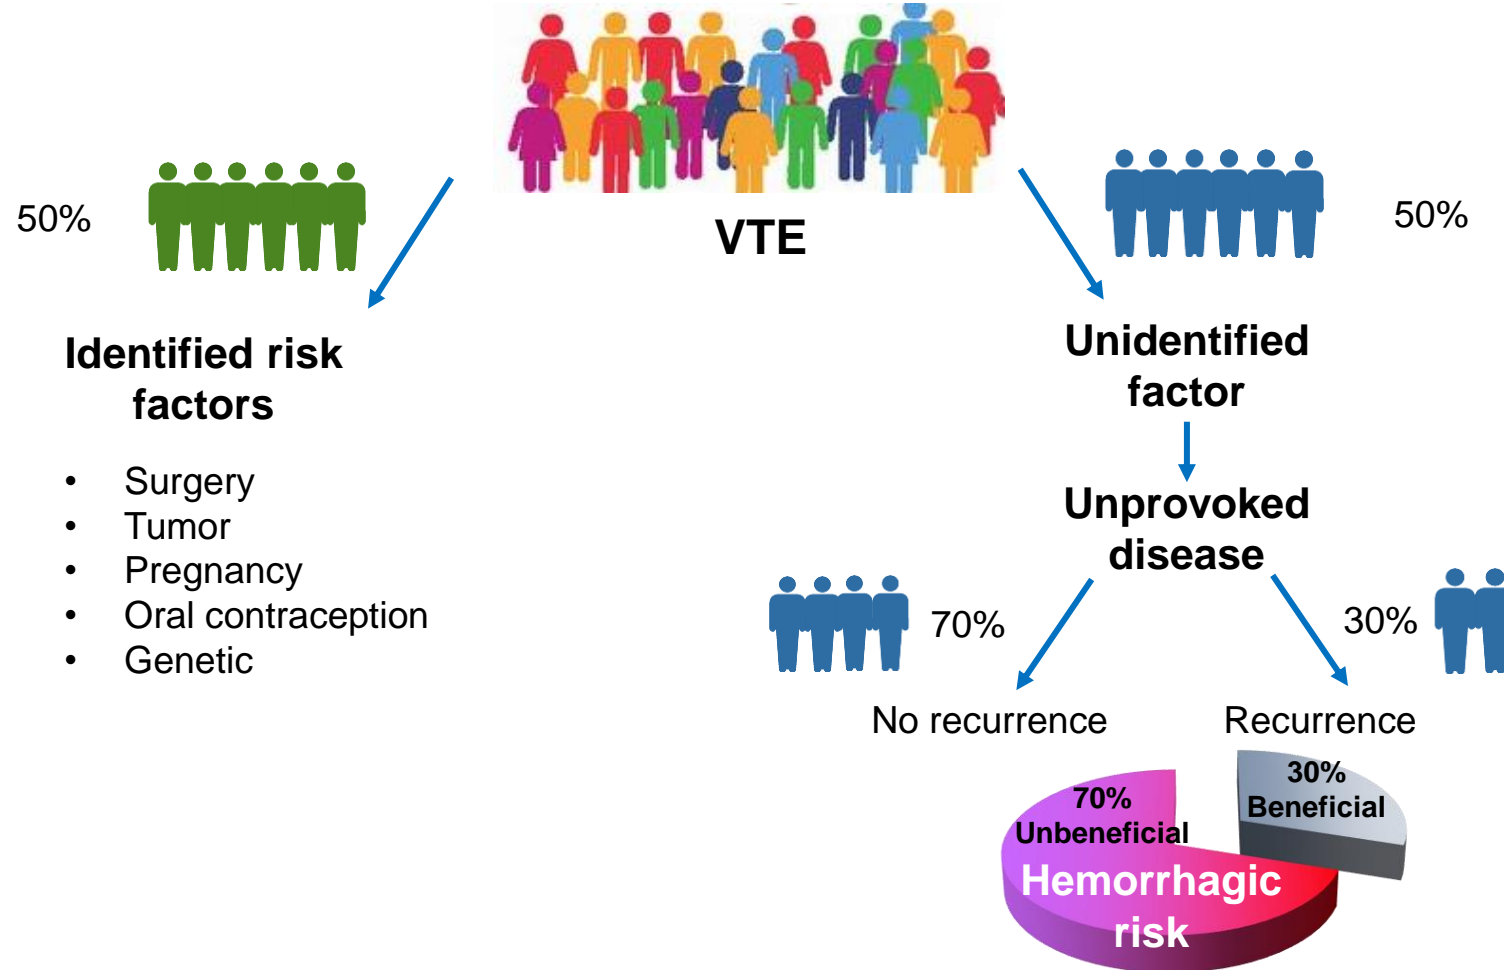 VTE
50%
50%
Identified risk
factors
• Surgery
• Tumor
• Pregnancy
• Oral contraception
• Genetic
Unidentified
factor
Unprovoked
disease
70%
30%
No recurrence
Recurrence
70%
Unbeneficial
Hemorrhagic
risk
30%
Beneficial